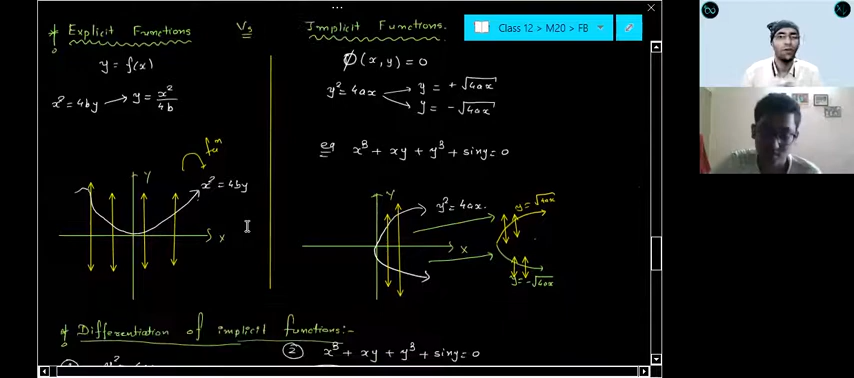 * Explicit Functions Vs Implicit Functions.
y = f(x)
x² = 4by → y = x²/4b
fuⁿ
Y
x² = 4by
X
Φ(x, y) = 0
y² = 4ax
y = +√4ax
y = -√4ax
eg x³ + xy + y³ + siny = 0
Y
y² = 4ax.
X
y = √4ax
y = -√4ax
* Differentiation of implicit functions:-
② x³ + xy + y³ + siny = 0
Class 12 > M20 > FB